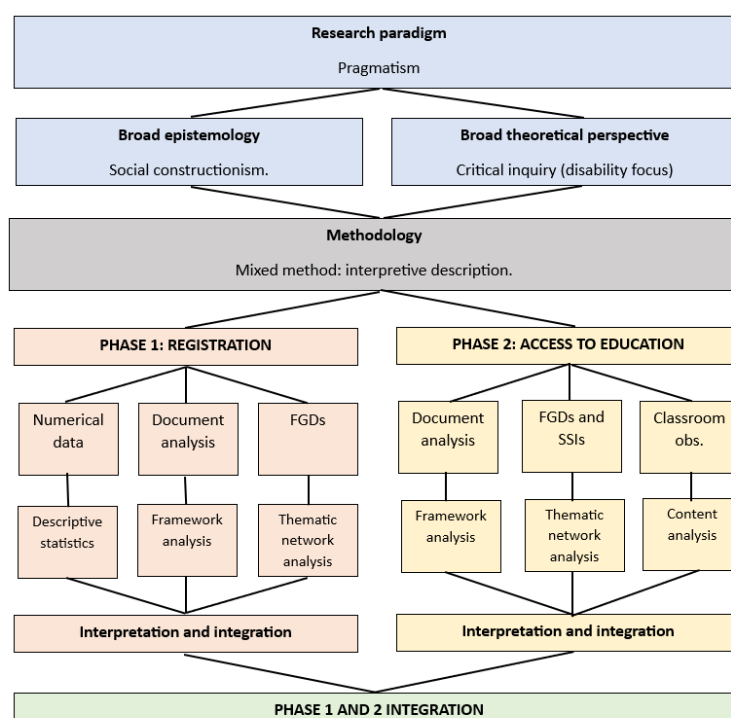 Research paradigm
Pragmatism
Broad epistemology
Social constructionism.
Broad theoretical perspective
Critical inquiry (disability focus)
Methodology
Mixed method: interpretive description.
PHASE 1: REGISTRATION
PHASE 2: ACCESS TO EDUCATION
Numerical
data
Document
analysis
FGDs
Document
analysis
FGDs and
SSIs
Classroom
obs.
Descriptive
statistics
Framework
analysis
Thematic
network
analysis
Framework
analysis
Thematic
network
analysis
Content
analysis
Interpretation and integration
Interpretation and integration
PHASE 1 AND 2 INTEGRATION